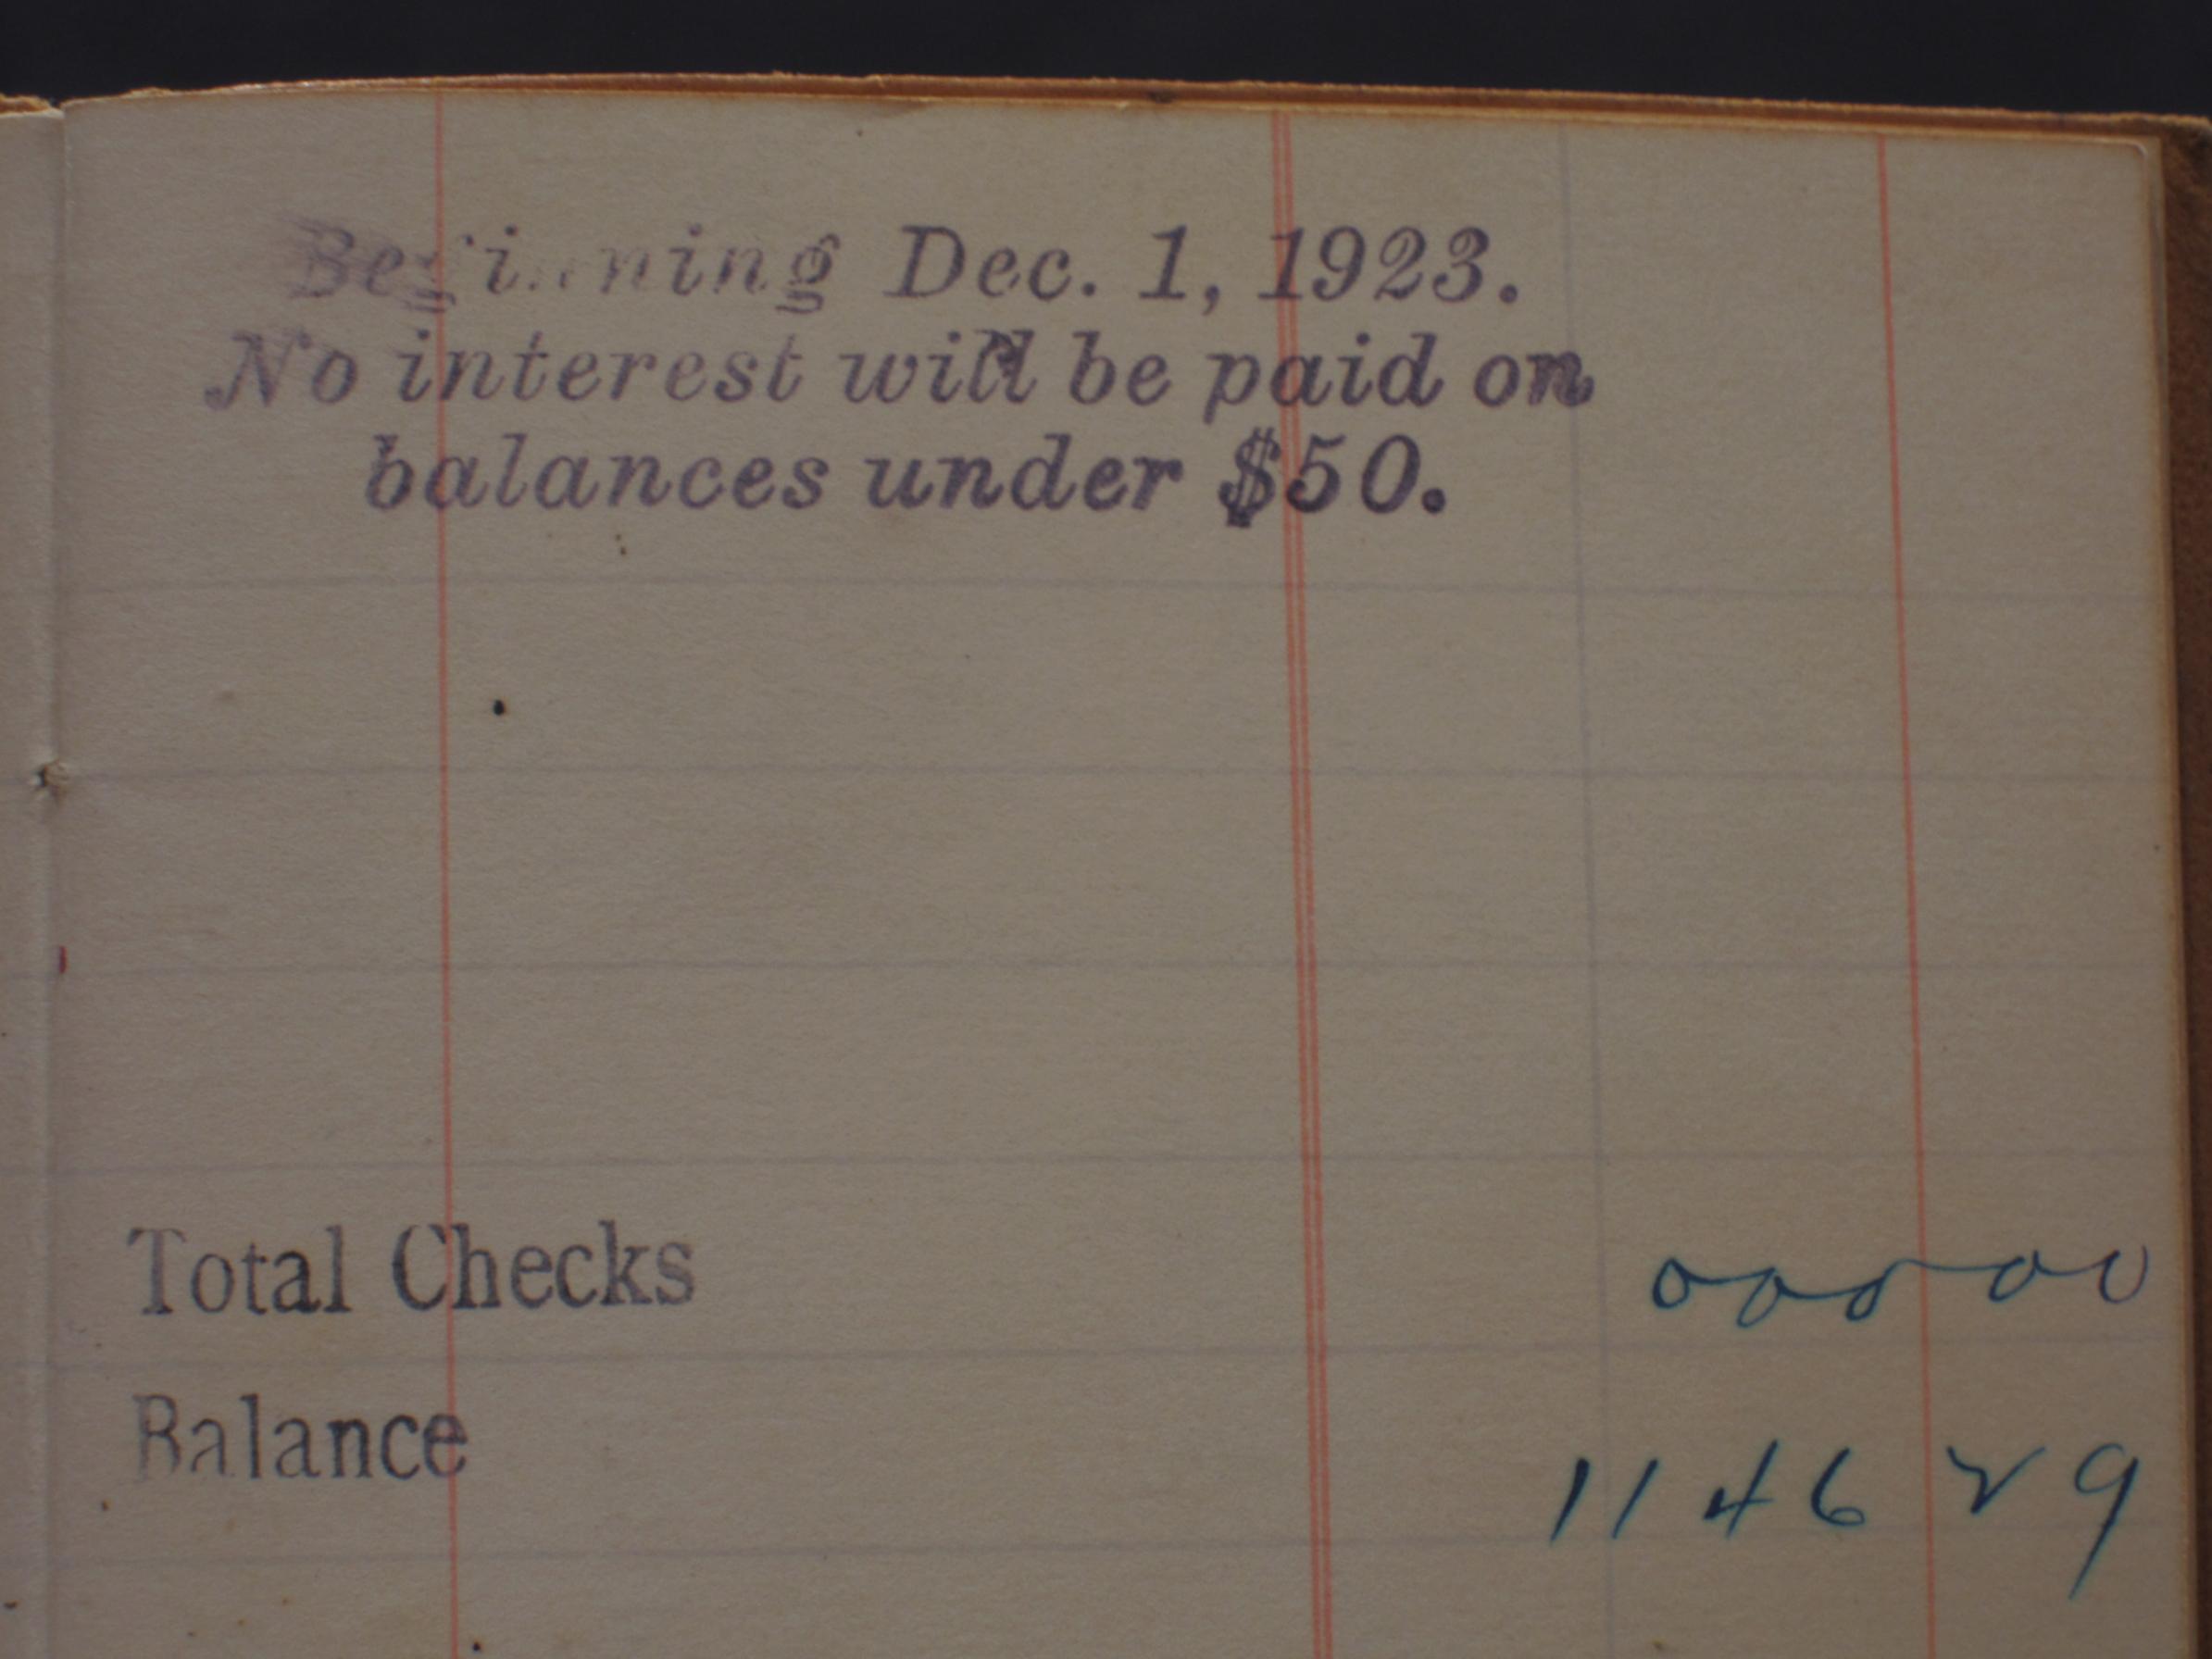 Beginning Dec. 1, 1923.
No interest will be paid on
balances under $50.
Total Checks 000 00
Balance 1146 29